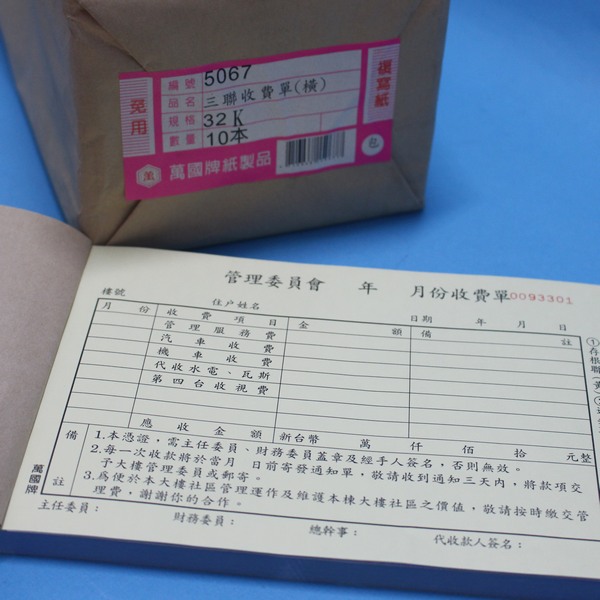 免用
編號 5067
品名 三聯收費單(橫)
規格 32K
數量 10本
萬 萬國牌紙製品
複寫紙
包
管理委員會 年 月份收費單 0093301
樓號 住戶姓名 日期 年 月 日
月份 收費項目 金額 備註
管理服務費
汽車收費
機車收費
代收水電、瓦斯
第四台收視費
應收金額 新台幣 萬 仟 佰 拾 元整
備註
1.本憑證，需主任委員、財務委員蓋章及經手人簽名，否則無效。
2.每一次收款將於當月 日前寄發通知單，敬請收到通知三天內，將款項交
予大樓管理委員或郵寄。
3.為使於本大樓社區管理運作及維護本棟大樓社區之價值，敬請按時繳交管
理費，謝謝你的合作。
①存根聯(黃)
萬國牌
主任委員： 財務委員： 總幹事： 代收款人簽名：